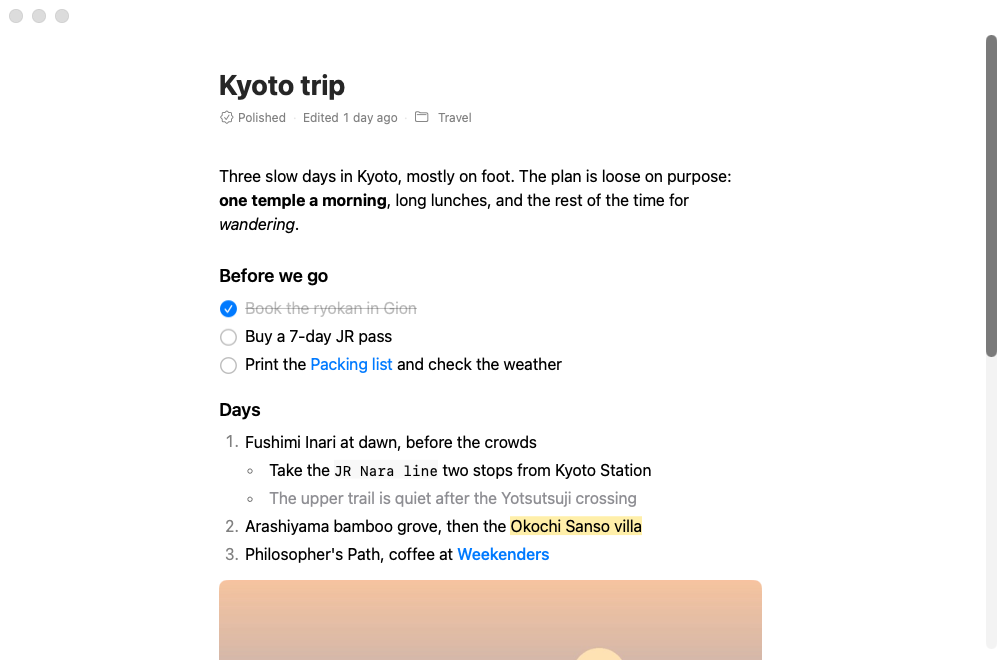 Kyoto trip
Polished · Edited 1 day ago · Travel
Three slow days in Kyoto, mostly on foot. The plan is loose on purpose:
one temple a morning, long lunches, and the rest of the time for
wandering.
Before we go
Book the ryokan in Gion
Buy a 7-day JR pass
Print the Packing list and check the weather
Days
1. Fushimi Inari at dawn, before the crowds
◦ Take the JR Nara line two stops from Kyoto Station
◦ The upper trail is quiet after the Yotsutsuji crossing
2. Arashiyama bamboo grove, then the Okochi Sanso villa
3. Philosopher's Path, coffee at Weekenders